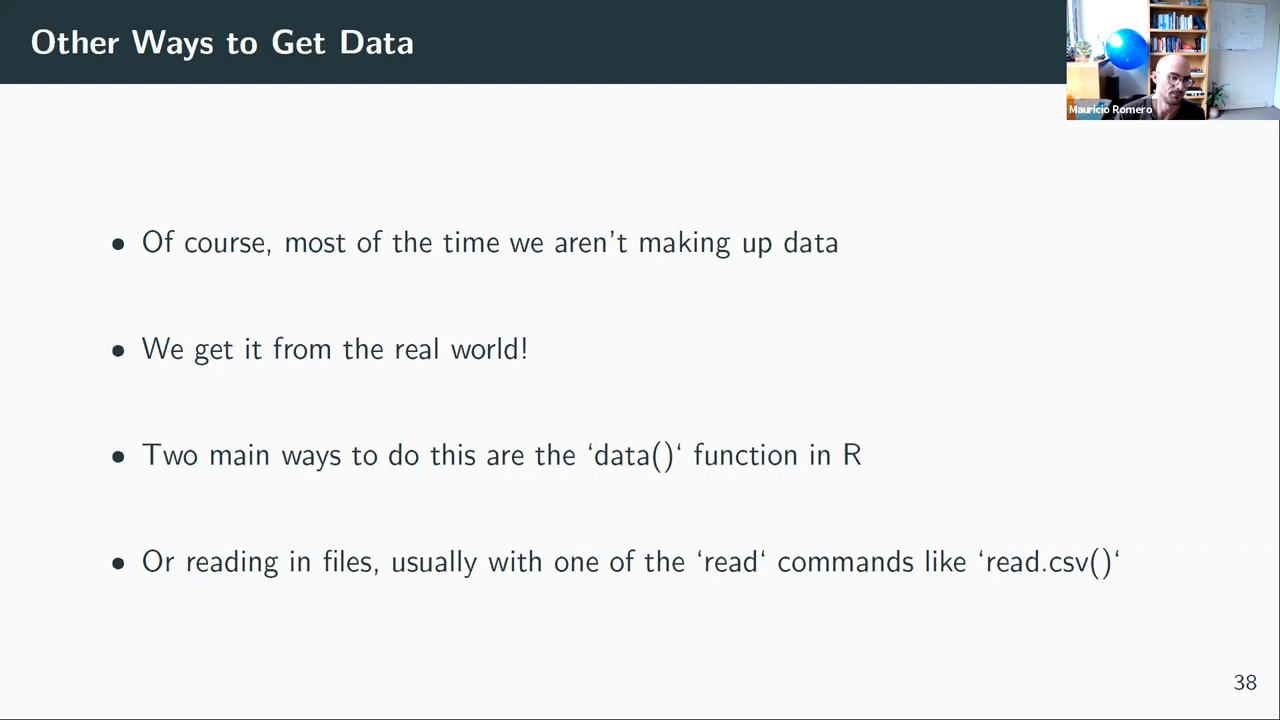 Other Ways to Get Data
Mauricio Romero
• Of course, most of the time we aren't making up data
• We get it from the real world!
• Two main ways to do this are the ‘data()‘ function in R
• Or reading in files, usually with one of the ‘read‘ commands like ‘read.csv()‘
38